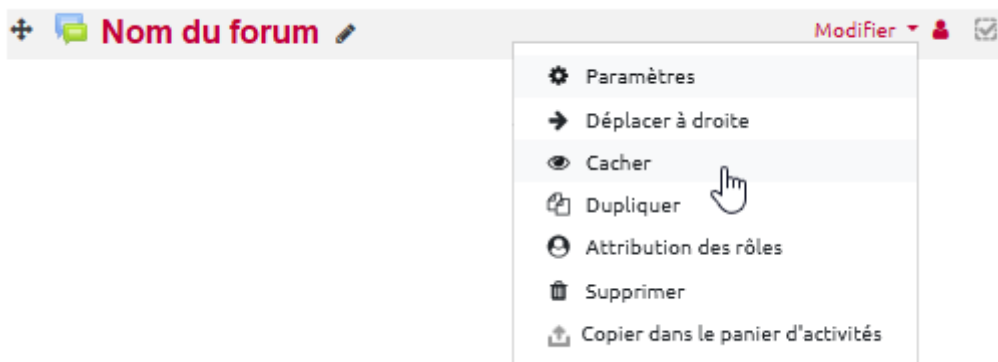 Nom du forum
Modifier
Paramètres
Déplacer à droite
Cacher
Dupliquer
Attribution des rôles
Supprimer
Copier dans le panier d'activités